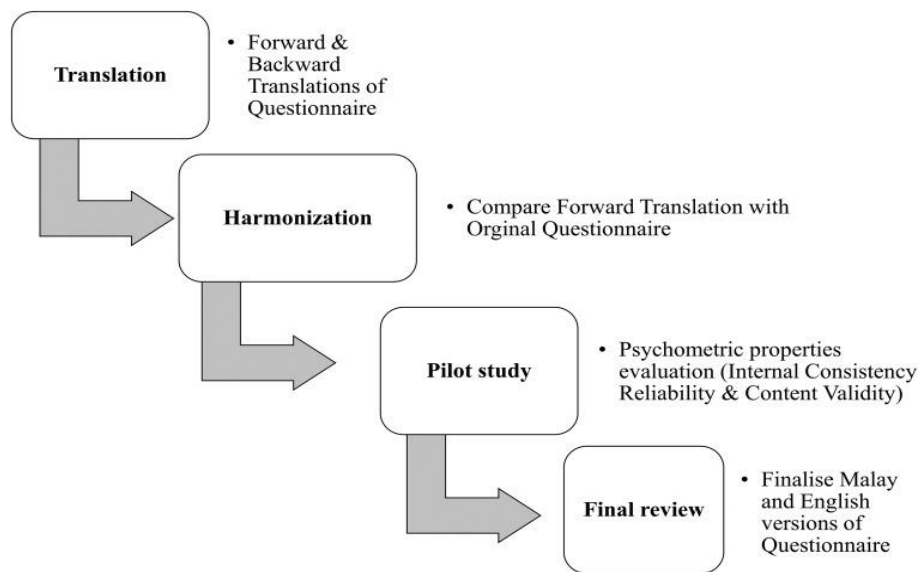 Translation
• Forward &
Backward
Translations of
Questionnaire
Harmonization
• Compare Forward Translation with
Orginal Questionnaire
Pilot study
• Psychometric properties
evaluation (Internal Consistency
Reliability & Content Validity)
Final review
• Finalise Malay
and English
versions of
Questionnaire